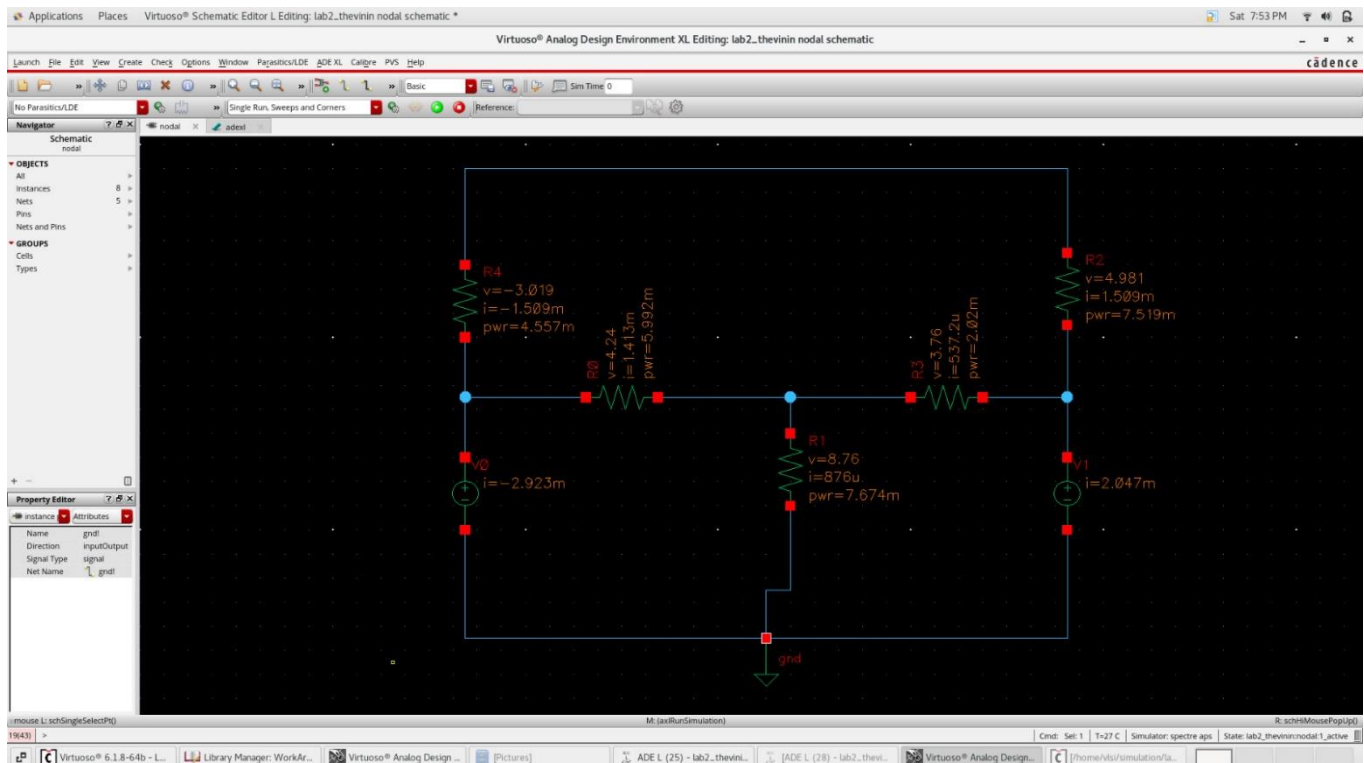 Applications Places Virtuoso® Schematic Editor L Editing: lab2_thevinin nodal schematic * Sat 7:53 PM
Virtuoso® Analog Design Environment XL Editing: lab2_thevinin nodal schematic
Launch File Edit View Create Check Options Window Parasitics/LDE ADE XL Calibre PVS Help cādence
» » » Basic Sim Time 0
No Parasitics/LDE » Single Run, Sweeps and Corners Reference:
Navigator ? nodal adexl
Schematic
nodal
OBJECTS
All
Instances 8
Nets 5
Pins
Nets and Pins
GROUPS
Cells
Types
R4
v=-3.019
i=-1.509m
pwr=4.557m
R2
v=4.981
i=1.509m
pwr=7.519m
R0
v=4.24
i=1.413m
pwr=5.992m
R3
v=3.76
i=537.2u
pwr=2.02m
R1
v=8.76
i=876u
pwr=7.674m
V0
i=-2.923m
V1
i=2.047m
gnd
Property Editor ?
instance Attributes
Name gnd!
Direction inputOutput
Signal Type signal
Net Name gnd!
mouse L: schSingleSelectPt() M: (axlRunSimulation) R: schHiMousePopUp()
19(43) > Cmd: Sel: 1 T=27 C Simulator: spectre aps State: lab2_thevinin:nodal:1_active
Virtuoso® 6.1.8-64b - L... Library Manager: WorkAr... Virtuoso® Analog Design ... [Pictures] ADE L (25) - lab2_thevini... [ADE L (28) - lab2_thevi... Virtuoso® Analog Design... [/home/vlsi/simulation/la...